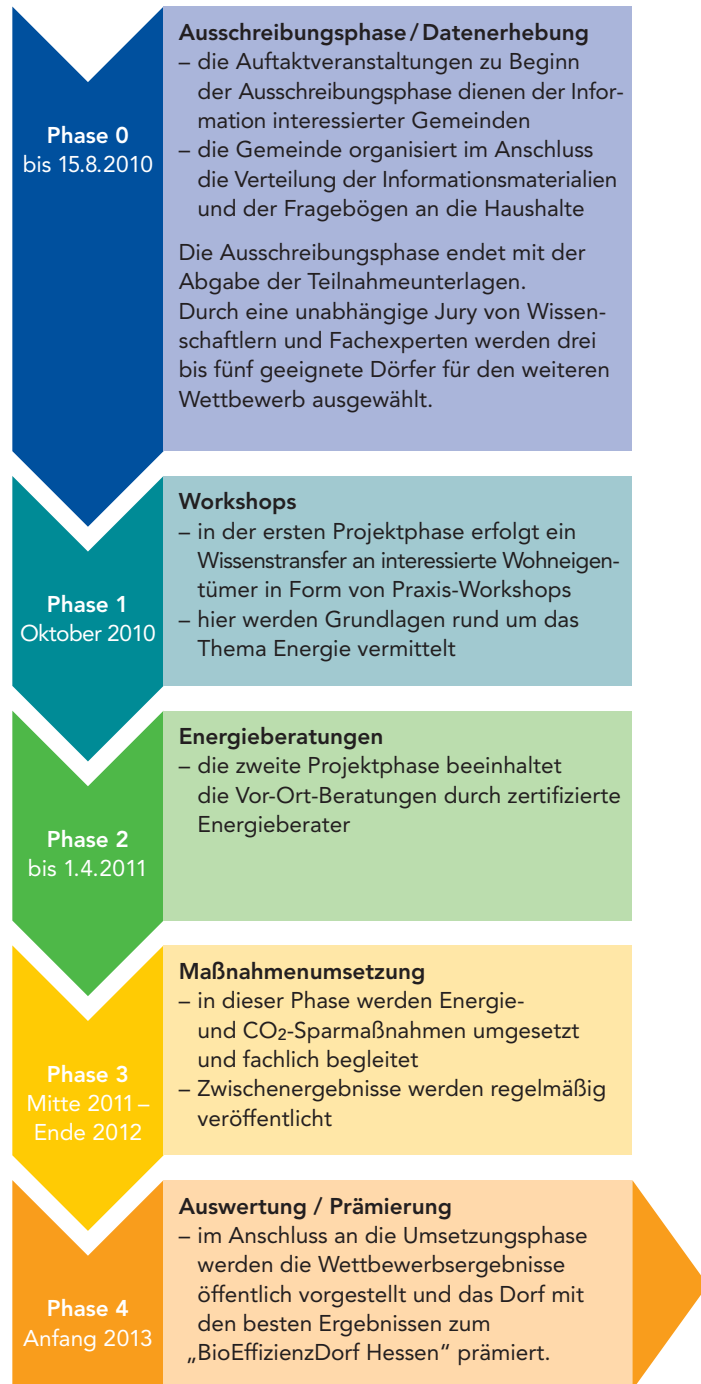 Phase 0
bis 15.8.2010
Ausschreibungsphase / Datenerhebung
– die Auftaktveranstaltungen zu Beginn
der Ausschreibungsphase dienen der Infor-
mation interessierter Gemeinden
– die Gemeinde organisiert im Anschluss
die Verteilung der Informationsmaterialien
und der Fragebögen an die Haushalte
Die Ausschreibungsphase endet mit der
Abgabe der Teilnahmeunterlagen.
Durch eine unabhängige Jury von Wissen-
schaftlern und Fachexperten werden drei
bis fünf geeignete Dörfer für den weiteren
Wettbewerb ausgewählt.
Phase 1
Oktober 2010
Workshops
– in der ersten Projektphase erfolgt ein
Wissenstransfer an interessierte Wohneigen-
tümer in Form von Praxis-Workshops
– hier werden Grundlagen rund um das
Thema Energie vermittelt
Phase 2
bis 1.4.2011
Energieberatungen
– die zweite Projektphase beeinhaltet
die Vor-Ort-Beratungen durch zertifizierte
Energieberater
Phase 3
Mitte 2011 –
Ende 2012
Maßnahmenumsetzung
– in dieser Phase werden Energie-
und CO2-Sparmaßnahmen umgesetzt
und fachlich begleitet
– Zwischenergebnisse werden regelmäßig
veröffentlicht
Phase 4
Anfang 2013
Auswertung / Prämierung
– im Anschluss an die Umsetzungsphase
werden die Wettbewerbsergebnisse
öffentlich vorgestellt und das Dorf mit
den besten Ergebnissen zum
„BioEffizienzDorf Hessen“ prämiert.